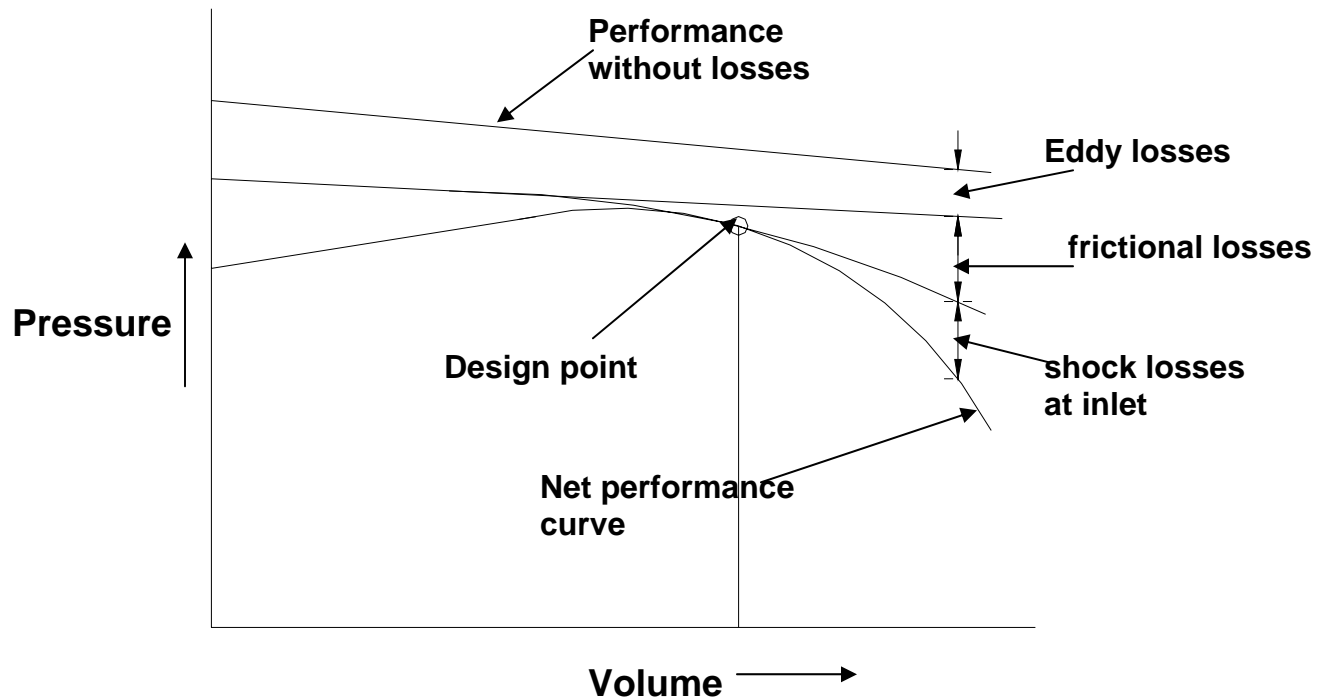 Performance
without losses
Eddy losses
frictional losses
Pressure
Design point
shock losses
at inlet
Net performance
curve
Volume